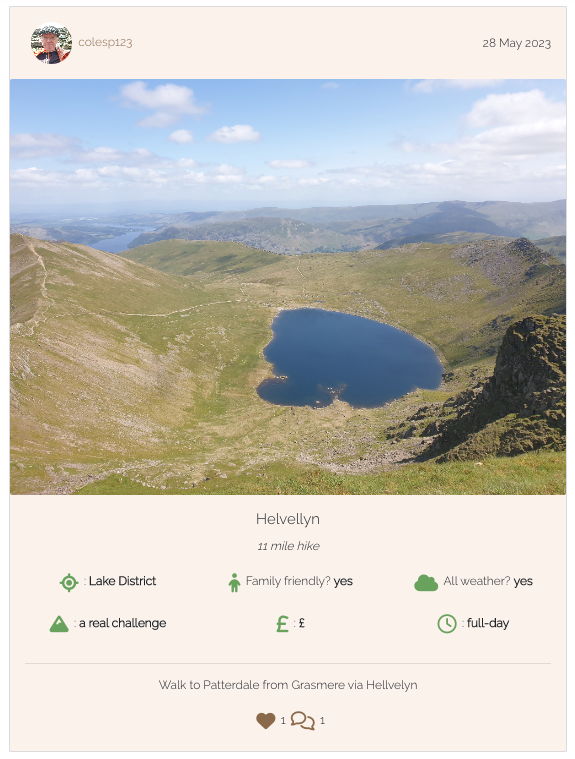 colesp123
28 May 2023
Helvellyn
11 mile hike
: Lake District
Family friendly? yes
All weather? yes
: a real challenge
£ : £
: full-day
Walk to Patterdale from Grasmere via Hellvelyn
1 1